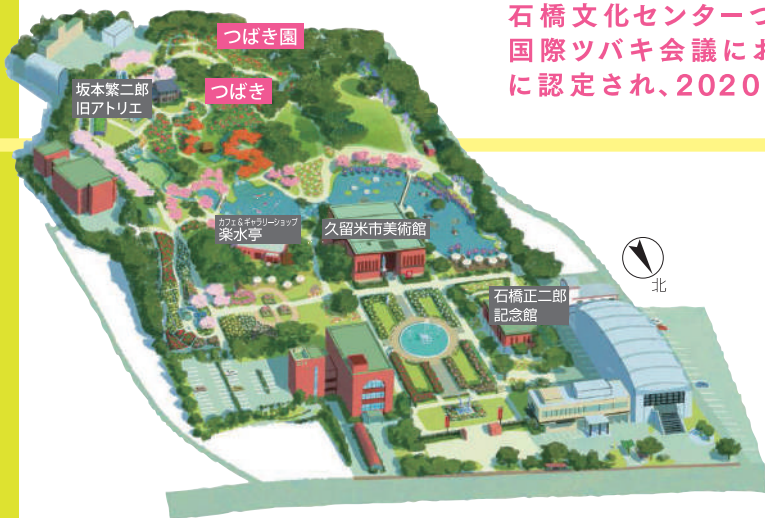 石橋文化センターつ
国際ツバキ会議にお
に認定され、2020
つばき園
つばき
坂本繁二郎
旧アトリエ
カフェ&ギャラリーショップ
楽水亭
久留米市美術館
石橋正二郎
記念館
北